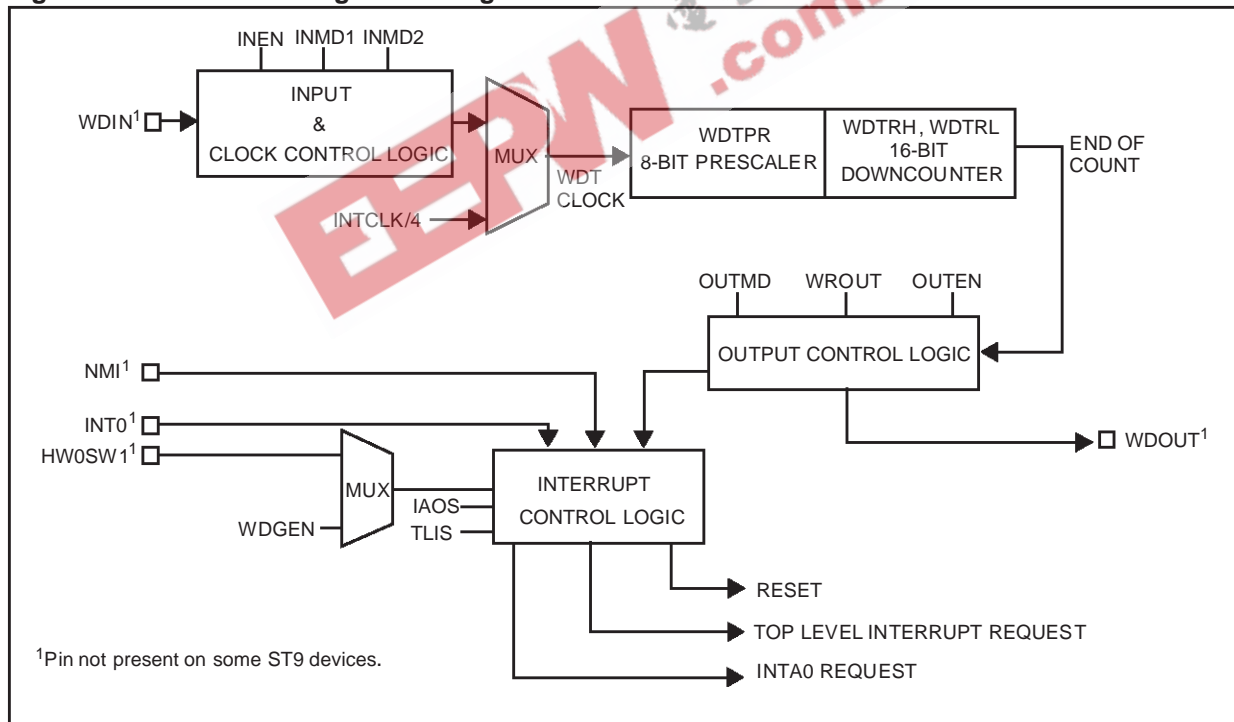 INEN INMD1 INMD2
INPUT
&
CLOCK CONTROL LOGIC
WDIN¹
MUX
INTCLK/4
WDT
CLOCK
WDTPR
8-BIT PRESCALER
WDTRH, WDTRL
16-BIT
DOWNCOUNTER
END OF
COUNT
OUTMD WROUT OUTEN
OUTPUT CONTROL LOGIC
NMI¹
INT0¹
HW0SW1¹
WDOUT¹
MUX
WDGEN
IAOS
TLIS
INTERRUPT
CONTROL LOGIC
RESET
TOP LEVEL INTERRUPT REQUEST
INTA0 REQUEST
¹Pin not present on some ST9 devices.
EEPW
.com